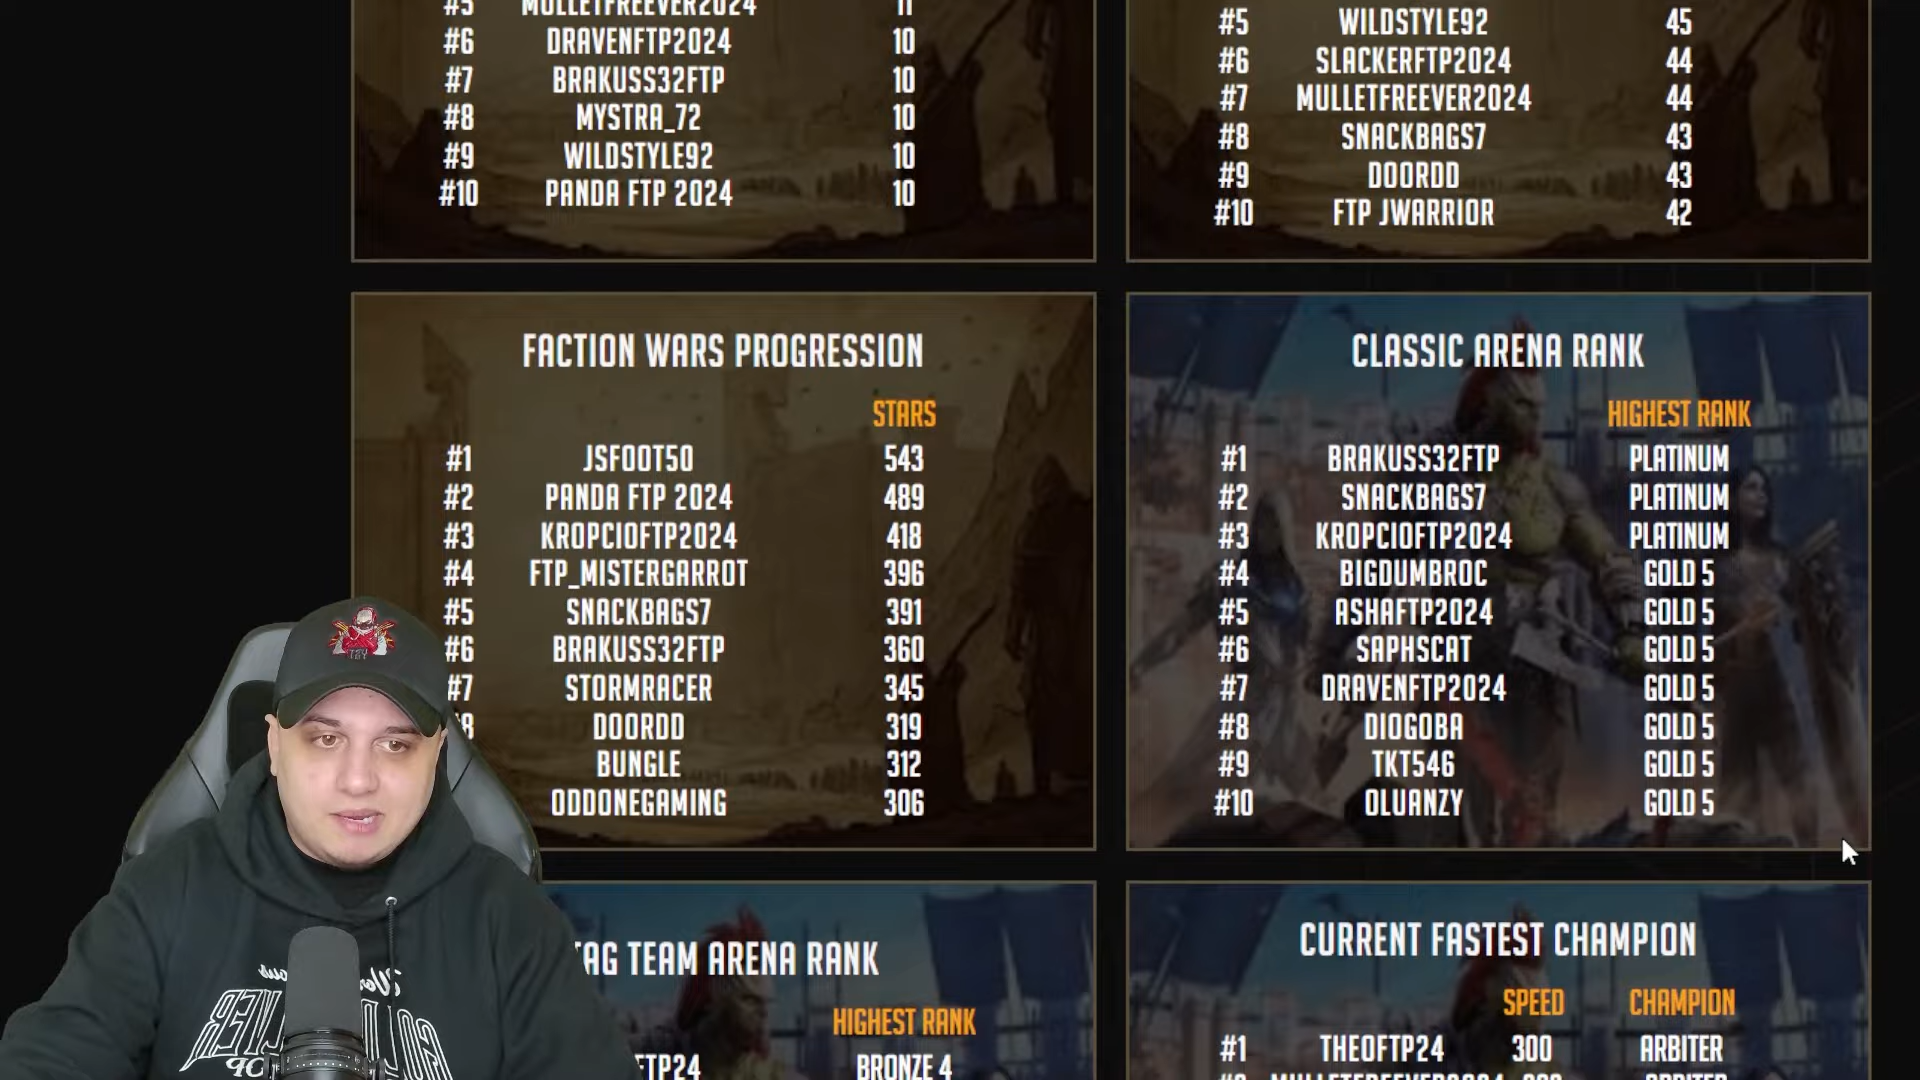 #5 MULLETFREEVER2024 11
#6 DRAVENFTP2024 10
#7 BRAKUSS32FTP 10
#8 MYSTRA_72 10
#9 WILDSTYLE92 10
#10 PANDA FTP 2024 10
#5 WILDSTYLE92 45
#6 SLACKERFTP2024 44
#7 MULLETFREEVER2024 44
#8 SNACKBAGS7 43
#9 DOORDD 43
#10 FTP JWARRIOR 42
FACTION WARS PROGRESSION
STARS
#1 JSFOOT50 543
#2 PANDA FTP 2024 489
#3 KROPCIOFTP2024 418
#4 FTP_MISTERGARROT 396
#5 SNACKBAGS7 391
#6 BRAKUSS32FTP 360
#7 STORMRACER 345
#8 DOORDD 319
BUNGLE 312
ODDONEGAMING 306
CLASSIC ARENA RANK
HIGHEST RANK
#1 BRAKUSS32FTP PLATINUM
#2 SNACKBAGS7 PLATINUM
#3 KROPCIOFTP2024 PLATINUM
#4 BIGDUMBROC GOLD 5
#5 ASHAFTP2024 GOLD 5
#6 SAPHSCAT GOLD 5
#7 DRAVENFTP2024 GOLD 5
#8 DIOGOBA GOLD 5
#9 TKT546 GOLD 5
#10 OLUANZY GOLD 5
TAG TEAM ARENA RANK
HIGHEST RANK
FTP24 BRONZE 4
CURRENT FASTEST CHAMPION
SPEED CHAMPION
#1 THEOFTP24 300 ARBITER